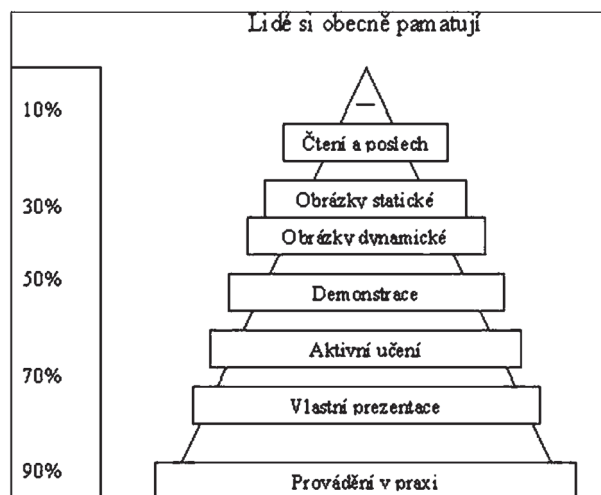 Lidé si obecně pamatují
10%
Čtení a poslech
30%
Obrázky statické
Obrázky dynamické
50%
Demonstrace
Aktivní učení
70%
Vlastní prezentace
90%
Provádění v praxi